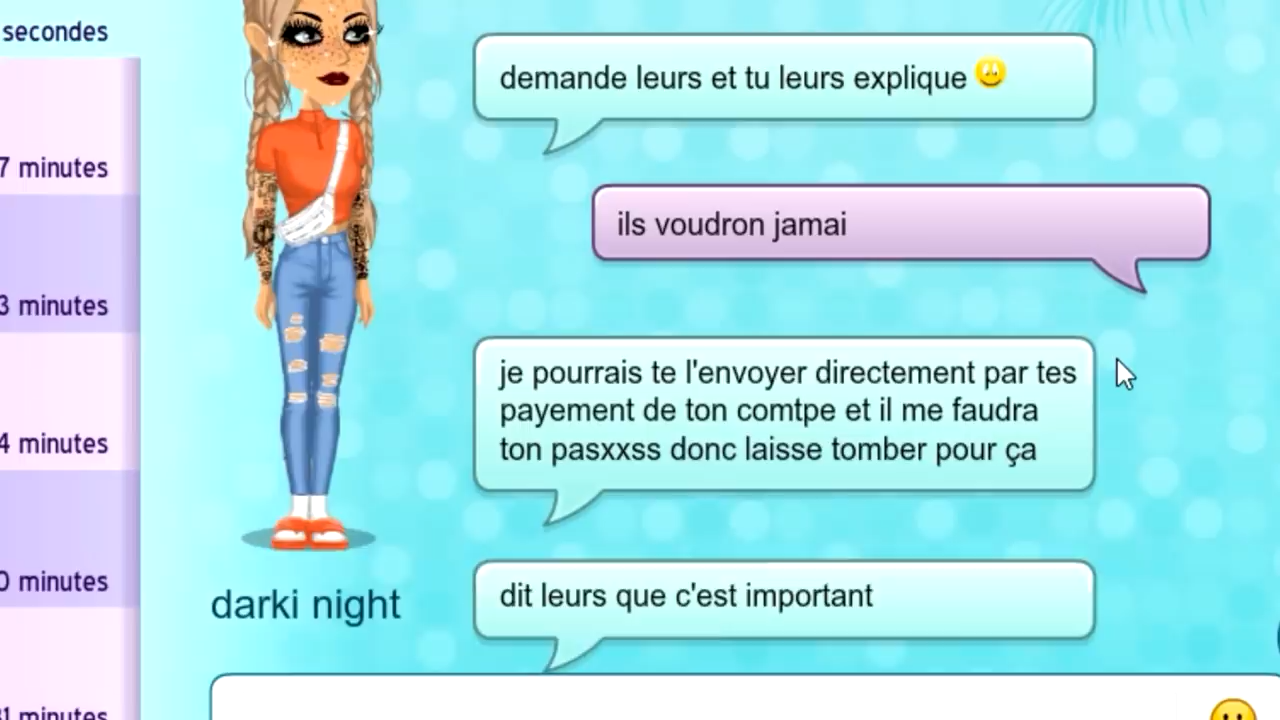 secondes
7 minutes
3 minutes
4 minutes
0 minutes
31 minutes
demande leurs et tu leurs explique
ils voudron jamai
je pourrais te l'envoyer directement par tes
payement de ton comtpe et il me faudra
ton pasxxss donc laisse tomber pour ça
dit leurs que c'est important
darki night